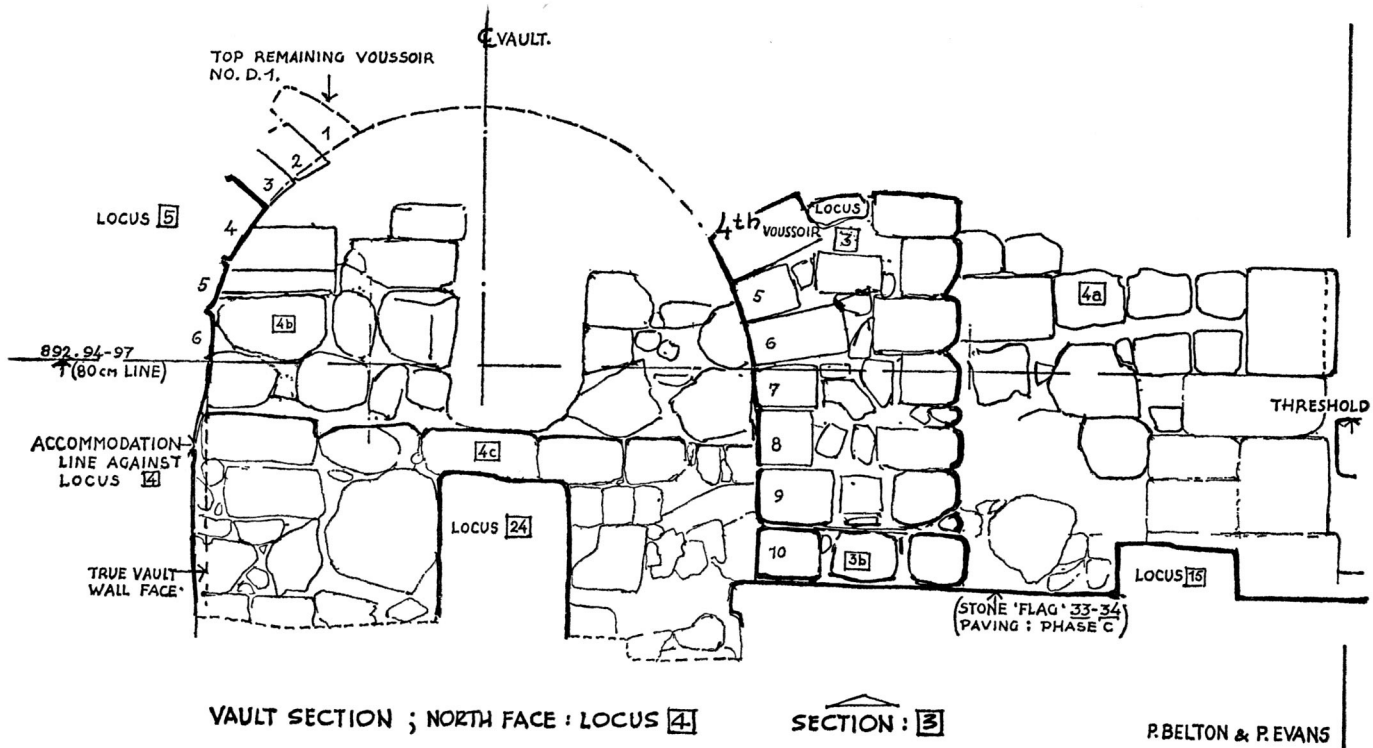 ℄ VAULT.
TOP REMAINING VOUSSOIR
NO. D.1.
1
2
3
LOCUS 5
4
5
6
4b
892.94-97
(80cm LINE)
ACCOMMODATION
LINE AGAINST
LOCUS 4
TRUE VAULT
WALL FACE.
4c
LOCUS 24
4th VOUSSOIR
LOCUS
3
5
6
7
8
9
10
3b
4a
THRESHOLD
LOCUS 15
(STONE 'FLAG' 33-34
PAVING : PHASE C)
VAULT SECTION ; NORTH FACE : LOCUS 4
SECTION : 3
P. BELTON & P. EVANS